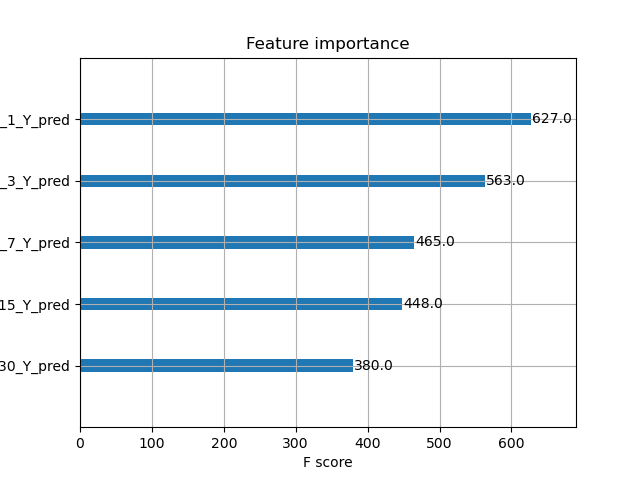 Feature importance
_1_Y_pred 627.0
_3_Y_pred 563.0
_7_Y_pred 465.0
15_Y_pred 448.0
30_Y_pred 380.0
0 100 200 300 400 500 600
F score